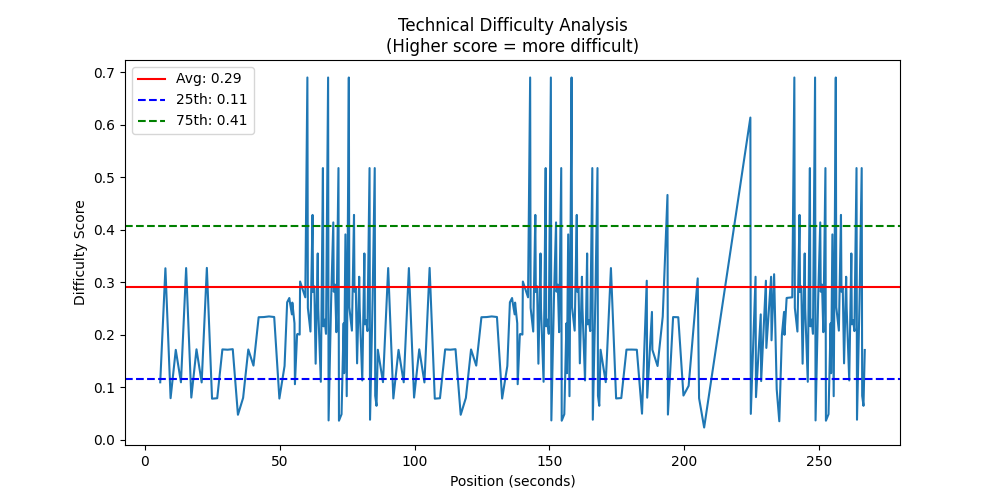 Technical Difficulty Analysis
(Higher score = more difficult)
Avg: 0.29
25th: 0.11
75th: 0.41
Difficulty Score
0.7
0.6
0.5
0.4
0.3
0.2
0.1
0.0
0 50 100 150 200 250
Position (seconds)